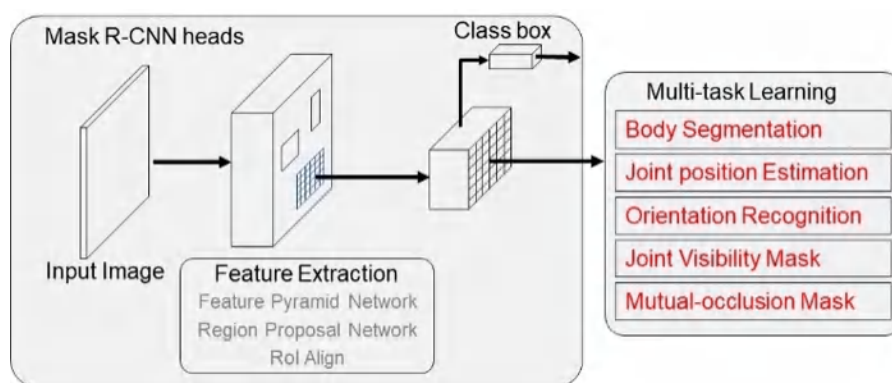 Mask R-CNN heads
Class box
Input Image
Feature Extraction
Feature Pyramid Network
Region Proposal Network
RoI Align
Multi-task Learning
Body Segmentation
Joint position Estimation
Orientation Recognition
Joint Visibility Mask
Mutual-occlusion Mask